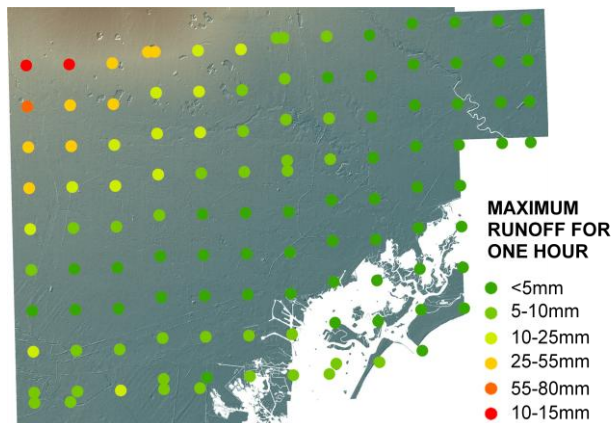 MAXIMUM
RUNOFF FOR
ONE HOUR
<5mm
5-10mm
10-25mm
25-55mm
55-80mm
10-15mm